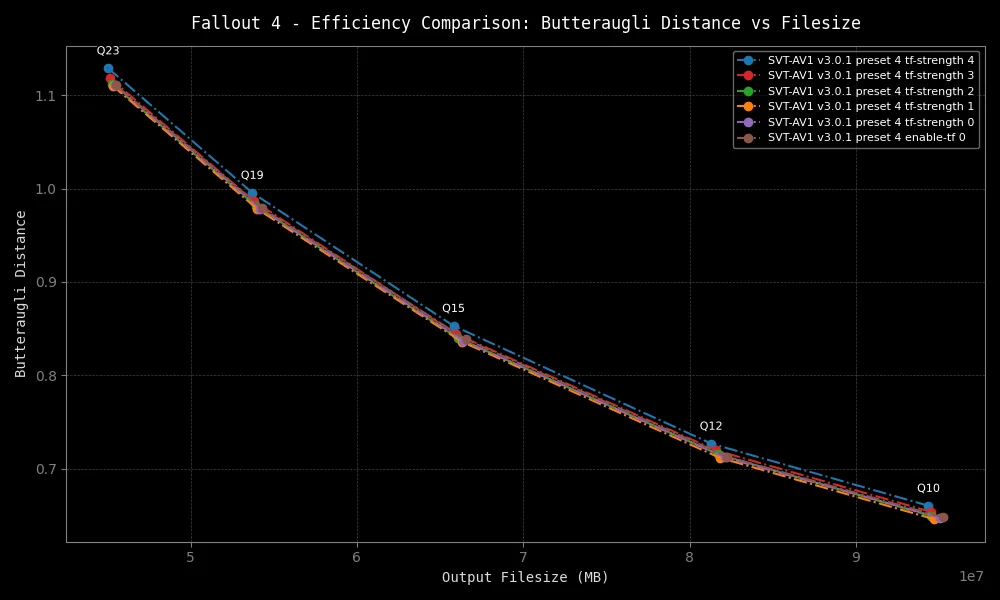 Fallout 4 - Efficiency Comparison: Butteraugli Distance vs Filesize
Q23
Q19
Q15
Q12
Q10
SVT-AV1 v3.0.1 preset 4 tf-strength 4
SVT-AV1 v3.0.1 preset 4 tf-strength 3
SVT-AV1 v3.0.1 preset 4 tf-strength 2
SVT-AV1 v3.0.1 preset 4 tf-strength 1
SVT-AV1 v3.0.1 preset 4 tf-strength 0
SVT-AV1 v3.0.1 preset 4 enable-tf 0
Butteraugli Distance
1.1
1.0
0.9
0.8
0.7
5
6
7
8
9
1e7
Output Filesize (MB)